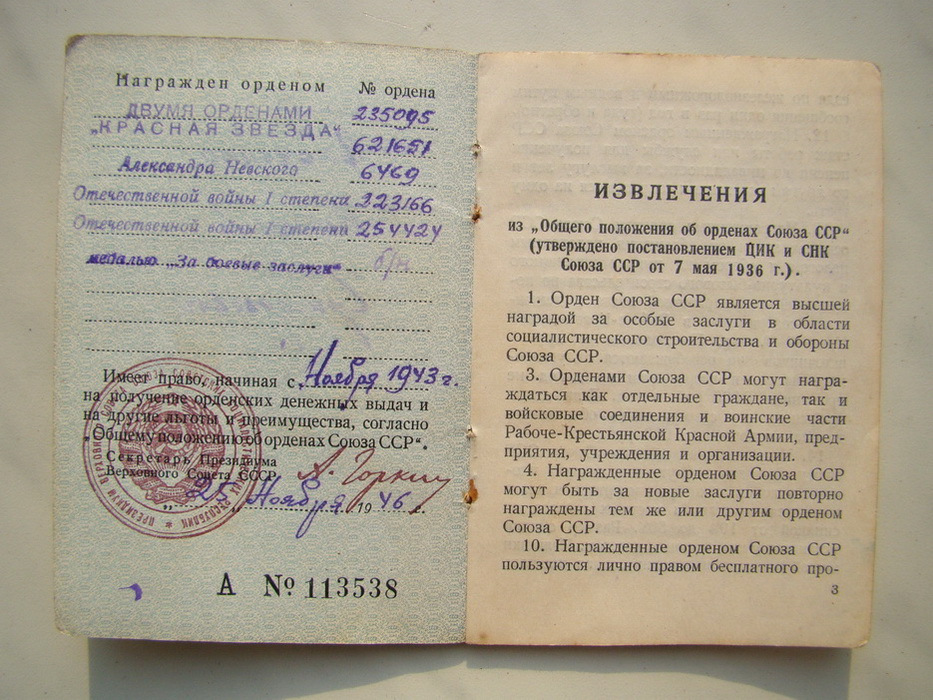 Награжден орденом № ордена
ДВУМЯ ОРДЕНАМИ 235095
„КРАСНАЯ ЗВЕЗДА“ 621651
Александра Невского 6469
Отечественной войны I степени 323166
Отечественной войны I степени 254424
медалью „За боевые заслуги“ б/н
Имеет право, начиная с Ноября 1943 г.
на получение орденских денежных выдач и
на другие льготы и преимущества, согласно
„Общему положению об орденах Союза ССР“.
Секретарь Президиума
Верховного Совета СССР А. Горкин
„25“ Ноября 1946 г.
А № 113538
ИЗВЛЕЧЕНИЯ
из „Общего положения об орденах Союза ССР“
(утверждено постановлением ЦИК и СНК
Союза ССР от 7 мая 1936 г.).
1. Орден Союза ССР является высшей
наградой за особые заслуги в области
социалистического строительства и обороны
Союза ССР.
3. Орденами Союза ССР могут награ-
ждаться как отдельные граждане, так и
войсковые соединения и воинские части
Рабоче-Крестьянской Красной Армии, пред-
приятия, учреждения и организации.
4. Награжденные орденом Союза ССР
могут быть за новые заслуги повторно
награждены тем же или другим орденом
Союза ССР.
10. Награжденные орденом Союза ССР
пользуются лично правом бесплатного про-
3